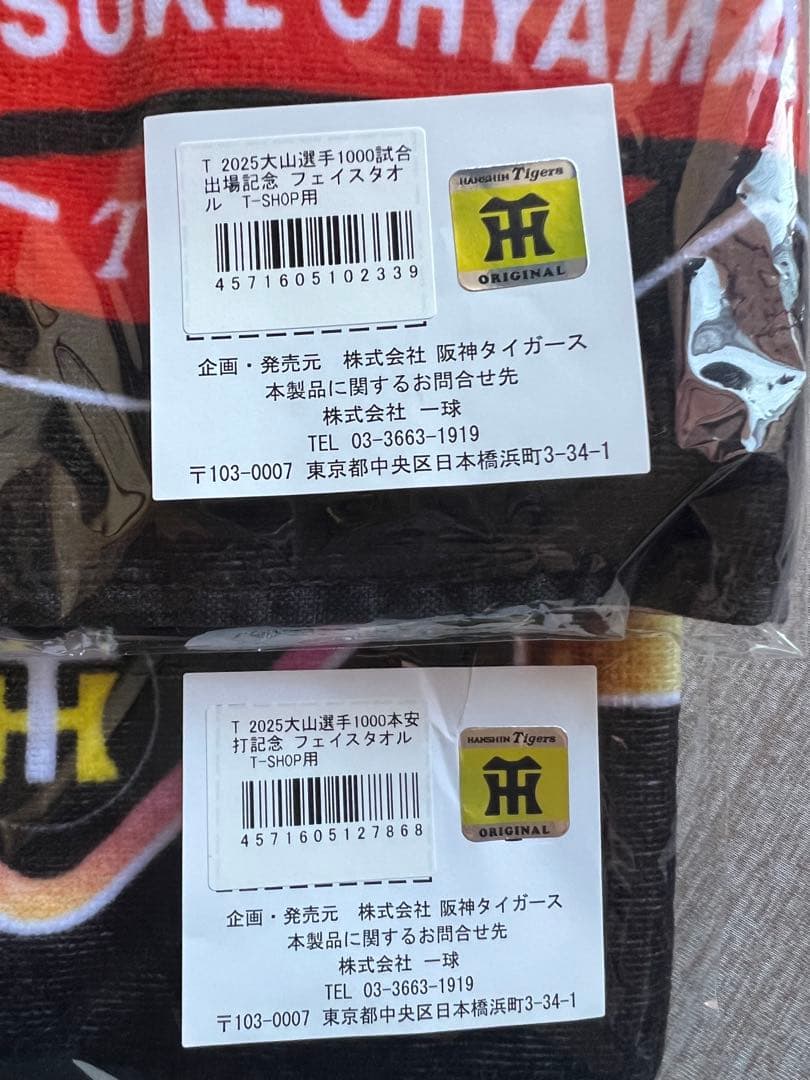 SUKE OHYAMA
T 2025大山選手1000試合
出場記念 フェイスタオ
ル T-SHOP用
4571605102339
HANSHIN Tigers
TH
ORIGINAL
企画・発売元 株式会社 阪神タイガース
本製品に関するお問合せ先
株式会社 一球
TEL 03-3663-1919
〒103-0007 東京都中央区日本橋浜町3-34-1
TH
T 2025大山選手1000本安
打記念 フェイスタオル
T-SHOP用
4571605127868
HANSHIN Tigers
TH
ORIGINAL
企画・発売元 株式会社 阪神タイガース
本製品に関するお問合せ先
株式会社 一球
TEL 03-3663-1919
〒103-0007 東京都中央区日本橋浜町3-34-1